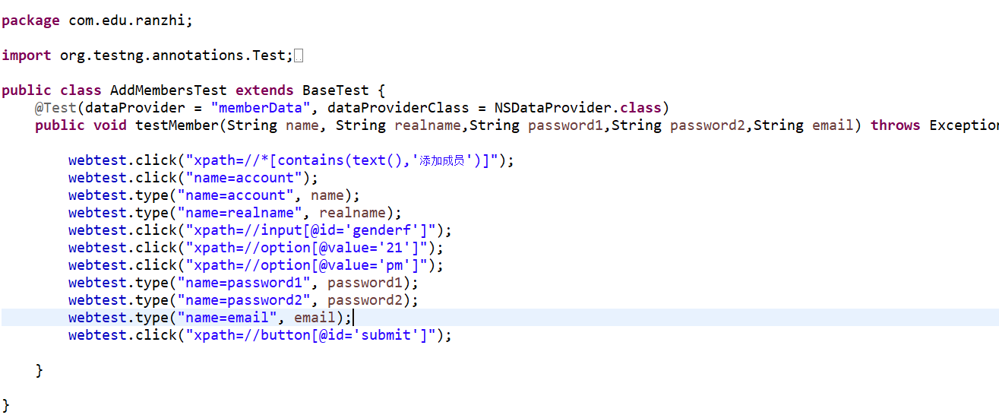 package com.edu.ranzhi;
import org.testng.annotations.Test;
public class AddMembersTest extends BaseTest {
@Test(dataProvider = "memberData", dataProviderClass = NSDataProvider.class)
public void testMember(String name, String realname,String password1,String password2,String email) throws Exception
webtest.click("xpath=//*[contains(text(),'添加成员')]");
webtest.click("name=account");
webtest.type("name=account", name);
webtest.type("name=realname", realname);
webtest.click("xpath=//input[@id='genderf']");
webtest.click("xpath=//option[@value='21']");
webtest.click("xpath=//option[@value='pm']");
webtest.type("name=password1", password1);
webtest.type("name=password2", password2);
webtest.type("name=email", email);
webtest.click("xpath=//button[@id='submit']");
}
}